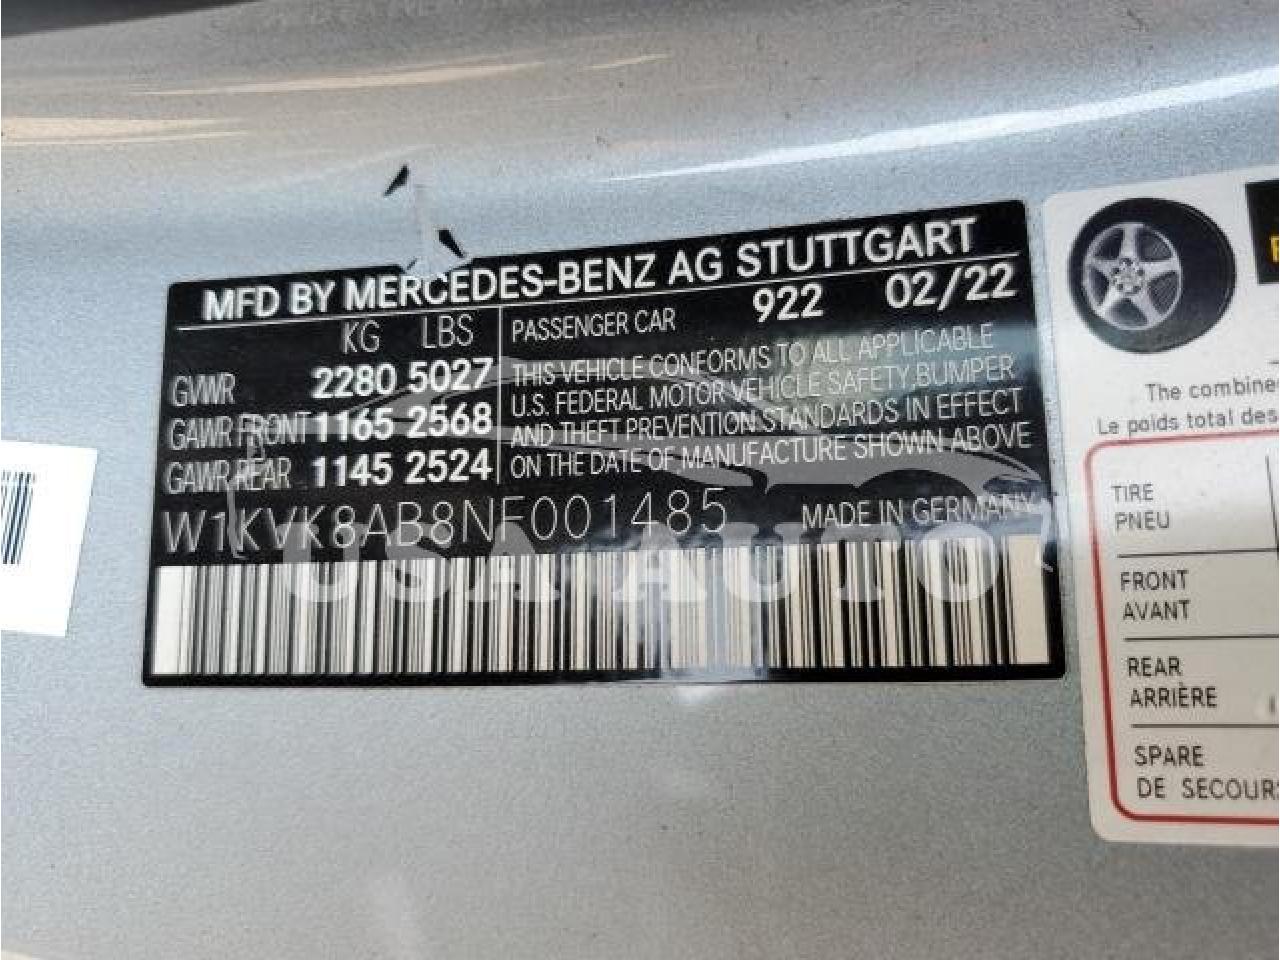 MFD BY MERCEDES-BENZ AG STUTTGART
KG LBS PASSENGER CAR 922 02/22
GVWR 2280 5027
GAWR FRONT 1165 2568
GAWR REAR 1145 2524
THIS VEHICLE CONFORMS TO ALL APPLICABLE
U.S. FEDERAL MOTOR VEHICLE SAFETY, BUMPER
AND THEFT PREVENTION STANDARDS IN EFFECT
ON THE DATE OF MANUFACTURE SHOWN ABOVE
W1KVK8AB8NF001485 MADE IN GERMANY
USA AUTO
The combine
Le poids total des
TIRE
PNEU
FRONT
AVANT
REAR
ARRIÈRE
SPARE
DE SECOURS